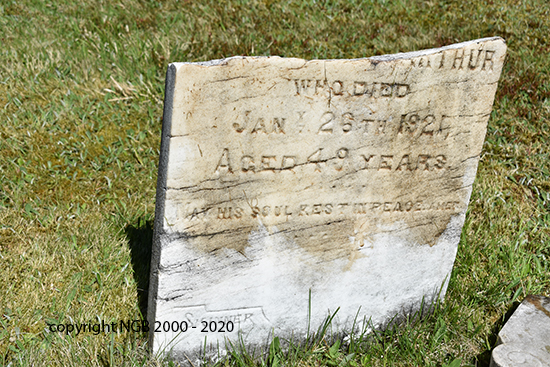 ARTHUR
WHO DIED
JAN'Y 26TH 1921,
AGED 49 YEARS
MAY HIS SOUL REST IN PEACE AMEN
copyright NGB 2000 - 2020